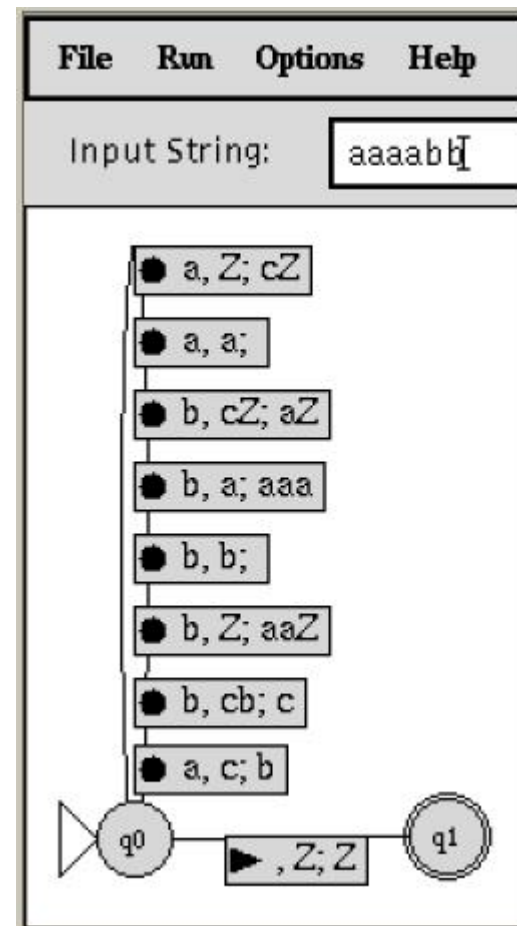 File Run Options Help
Input String: aaaabb
a, Z; cZ
a, a;
b, cZ; aZ
b, a; aaa
b, b;
b, Z; aaZ
b, cb; c
a, c; b
q0 , Z; Z q1